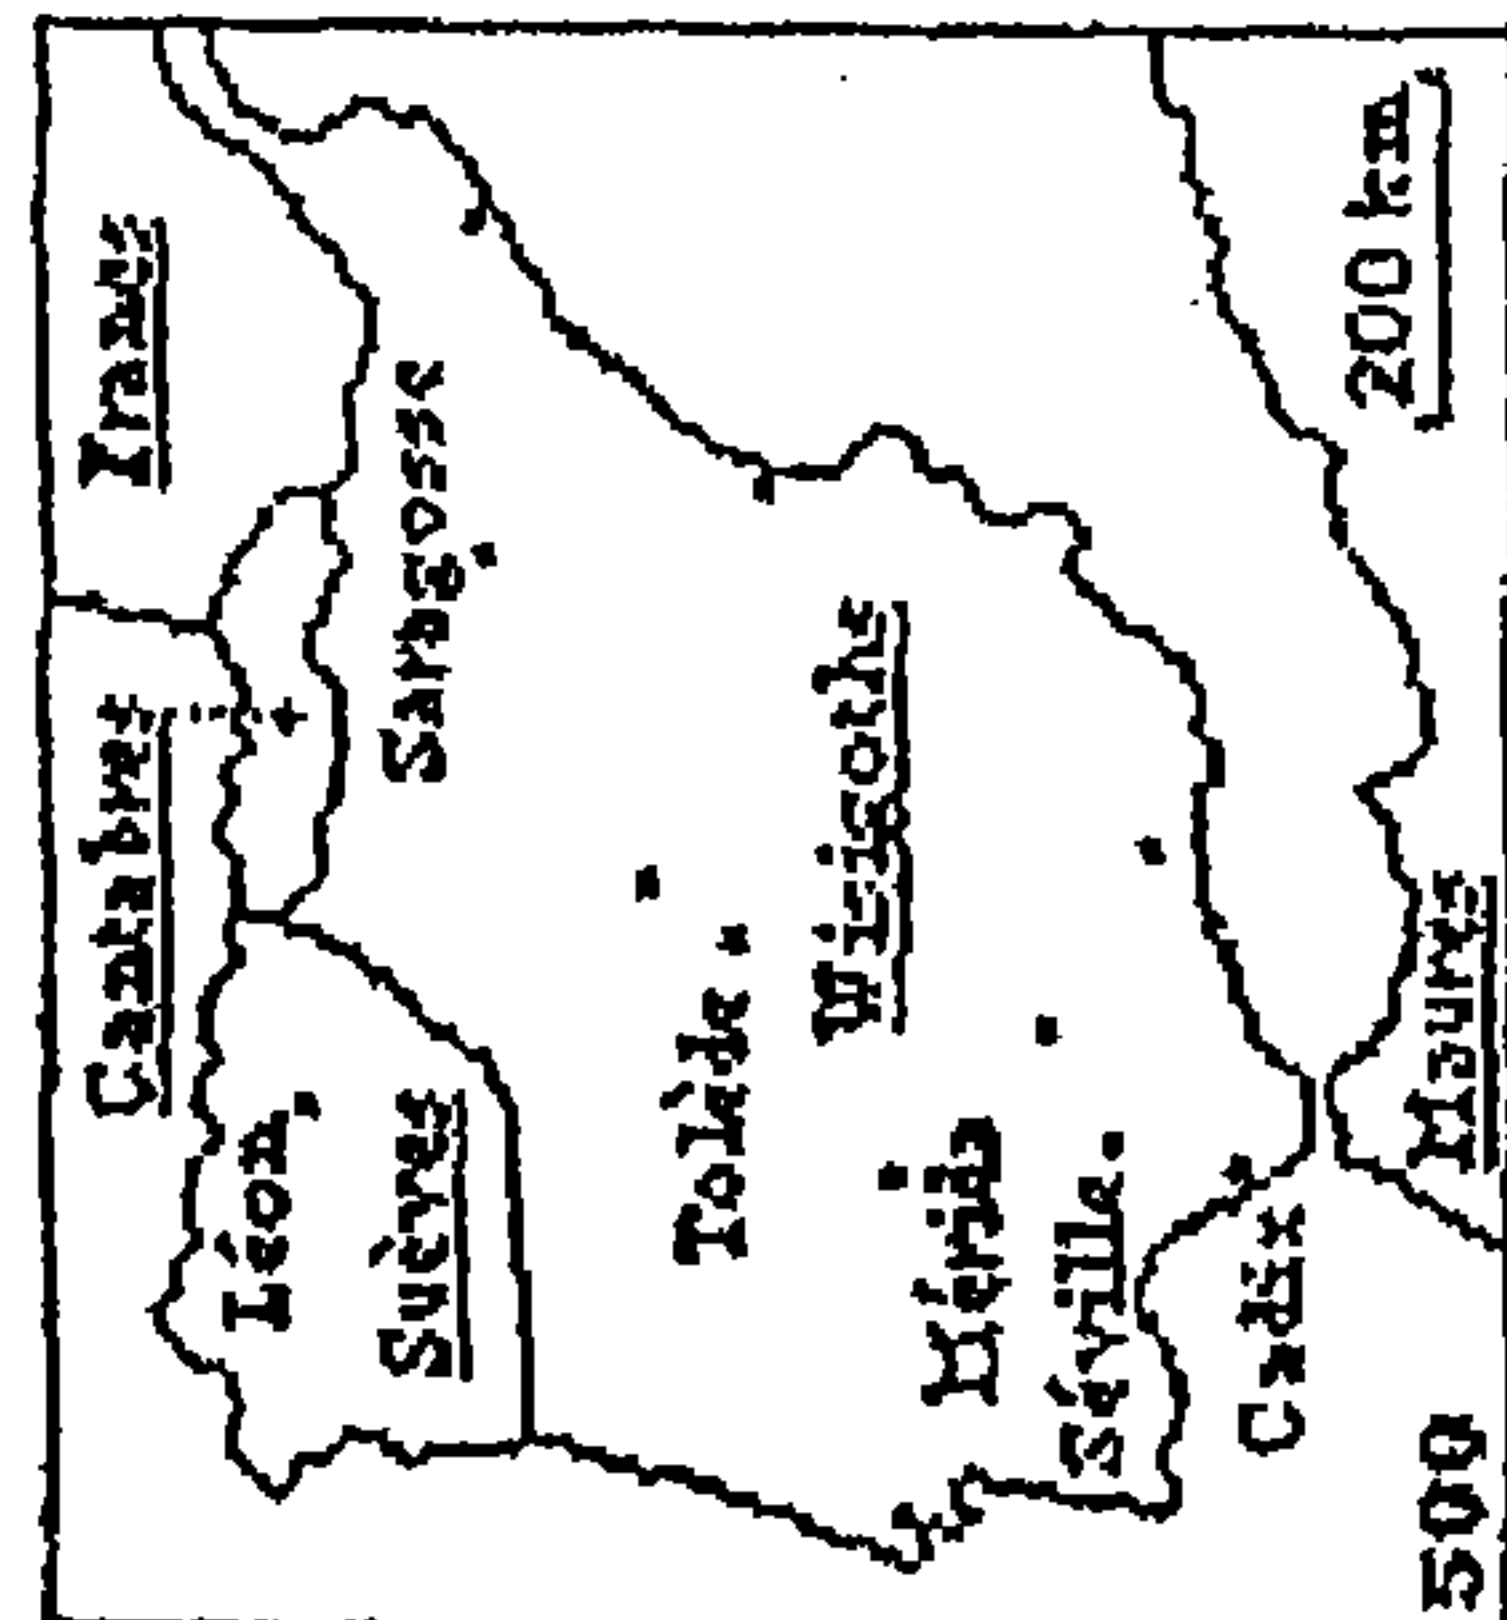 Cantabres
Francs
Léon
Suèves
Saragosse
Tolède
Wisigoths
Mérida
Séville
Cadix
200 km
Maures
500